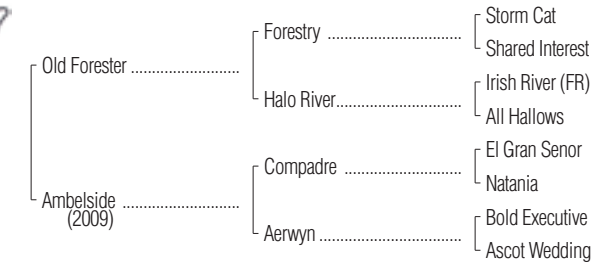 Storm Cat
Forestry ..................................
Shared Interest
Old Forester ...........................
Irish River (FR)
Halo River................................
All Hallows
El Gran Senor
Compadre ..............................
Natania
Ambelside .............................
(2009)
Bold Executive
Aerwyn ....................................
Ascot Wedding